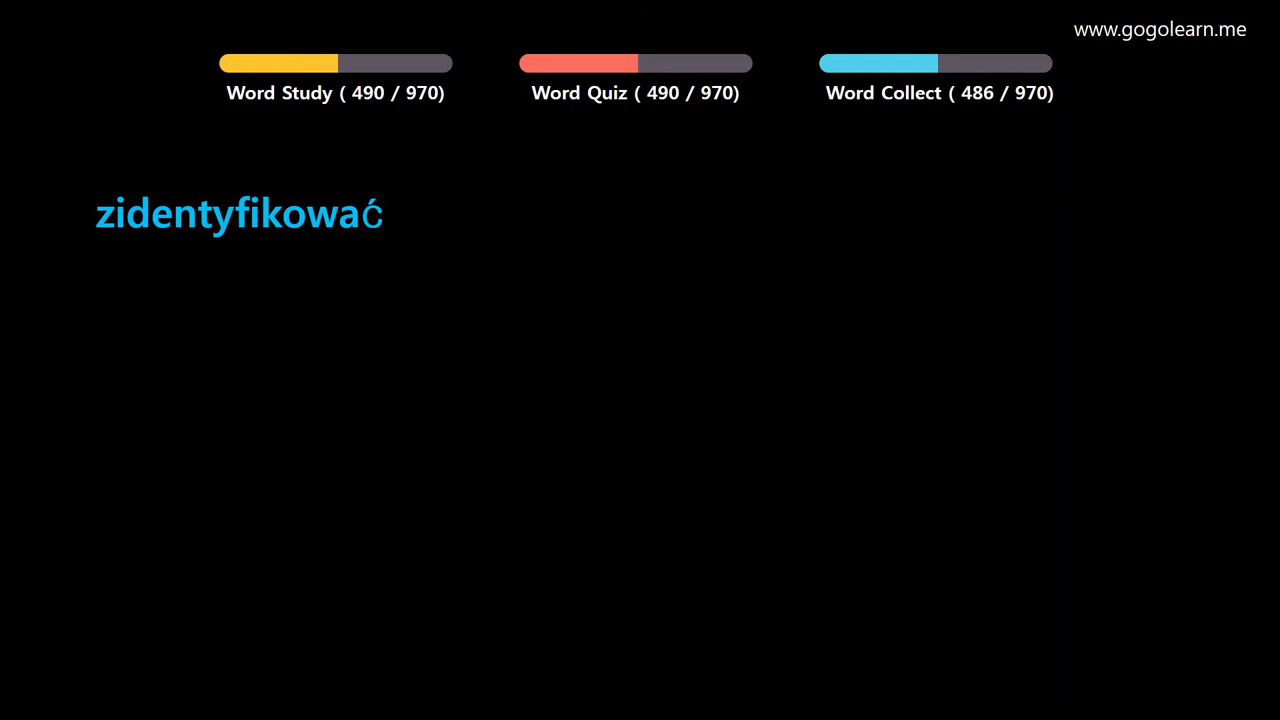 www.gogolearn.me
Word Study ( 490 / 970)
Word Quiz ( 490 / 970)
Word Collect ( 486 / 970)
zidentyfikować